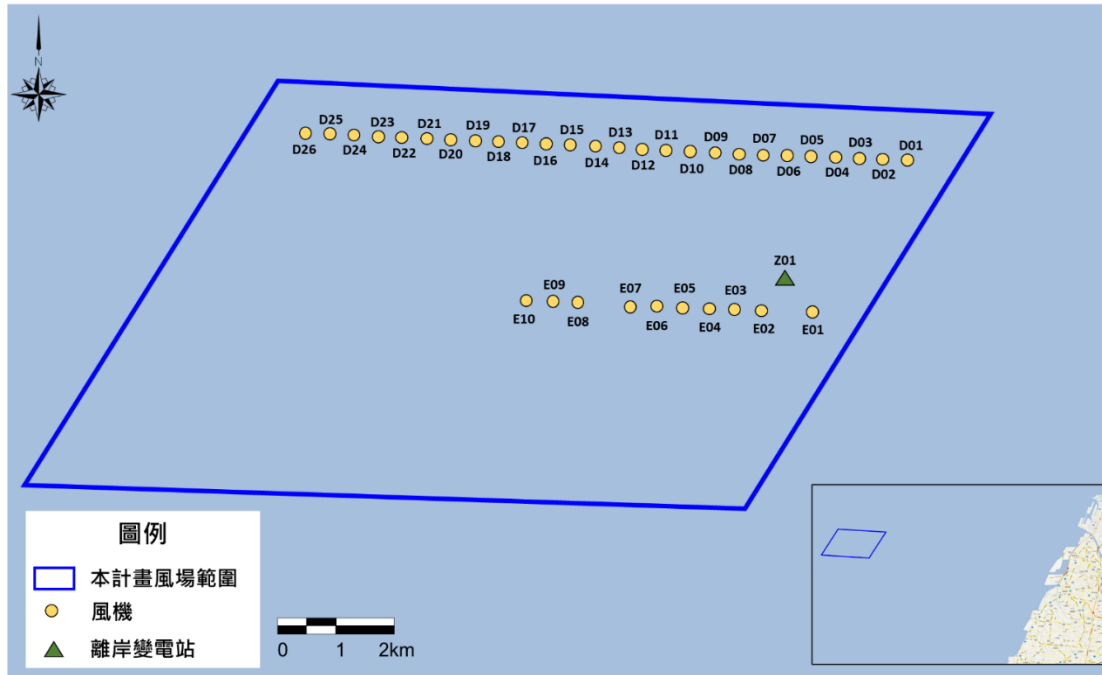 N
D25 D23 D21 D19 D17 D15 D13 D11 D09 D07 D05 D03 D01
D26 D24 D22 D20 D18 D16 D14 D12 D10 D08 D06 D04 D02
Z01
E09 E07 E05 E03
E10 E08 E06 E04 E02 E01
圖例
本計畫風場範圍
風機
離岸變電站
0 1 2km